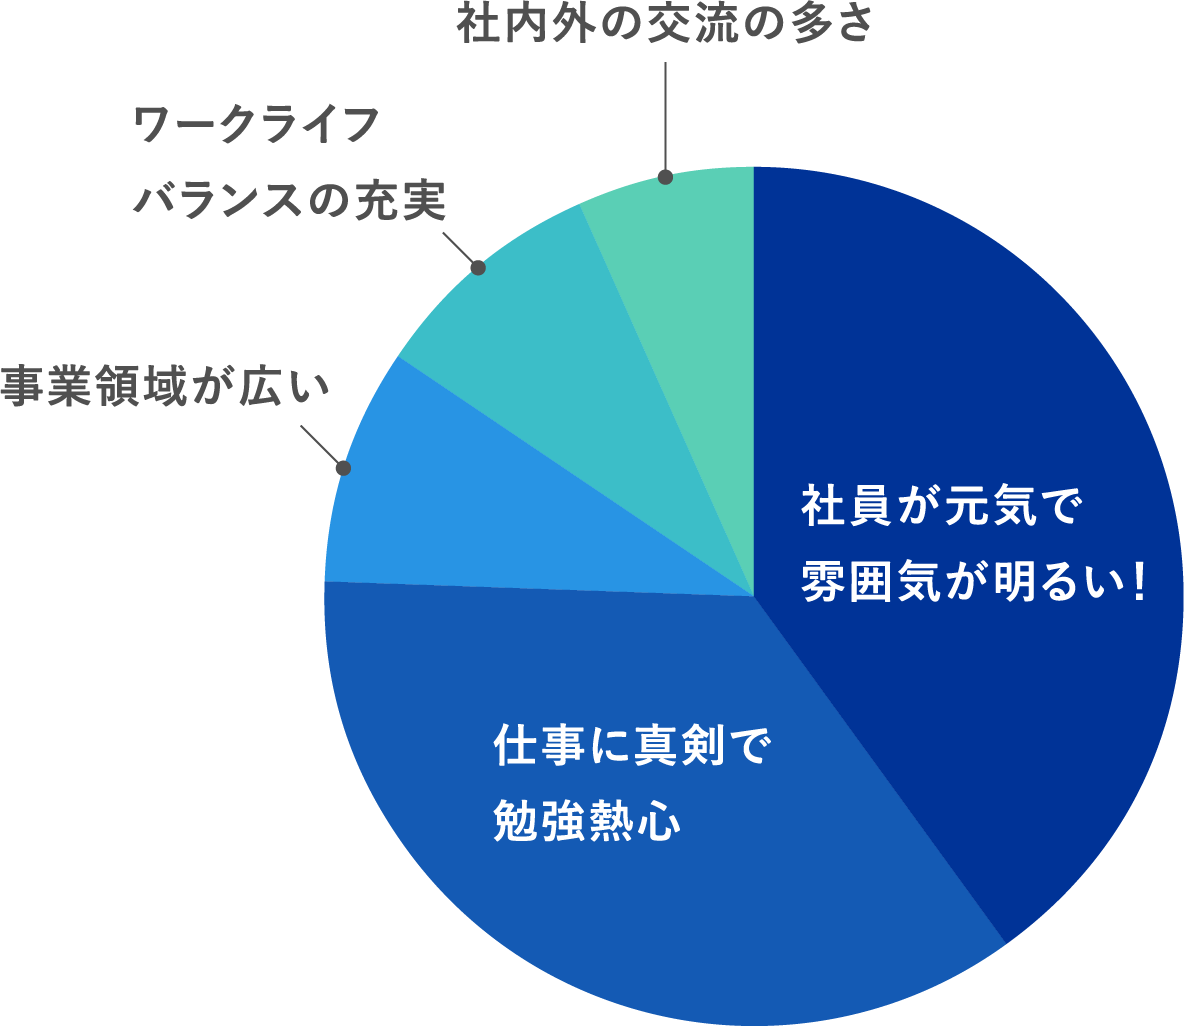 社内外の交流の多さ
ワークライフ
バランスの充実
事業領域が広い
社員が元気で
雰囲気が明るい！
仕事に真剣で
勉強熱心